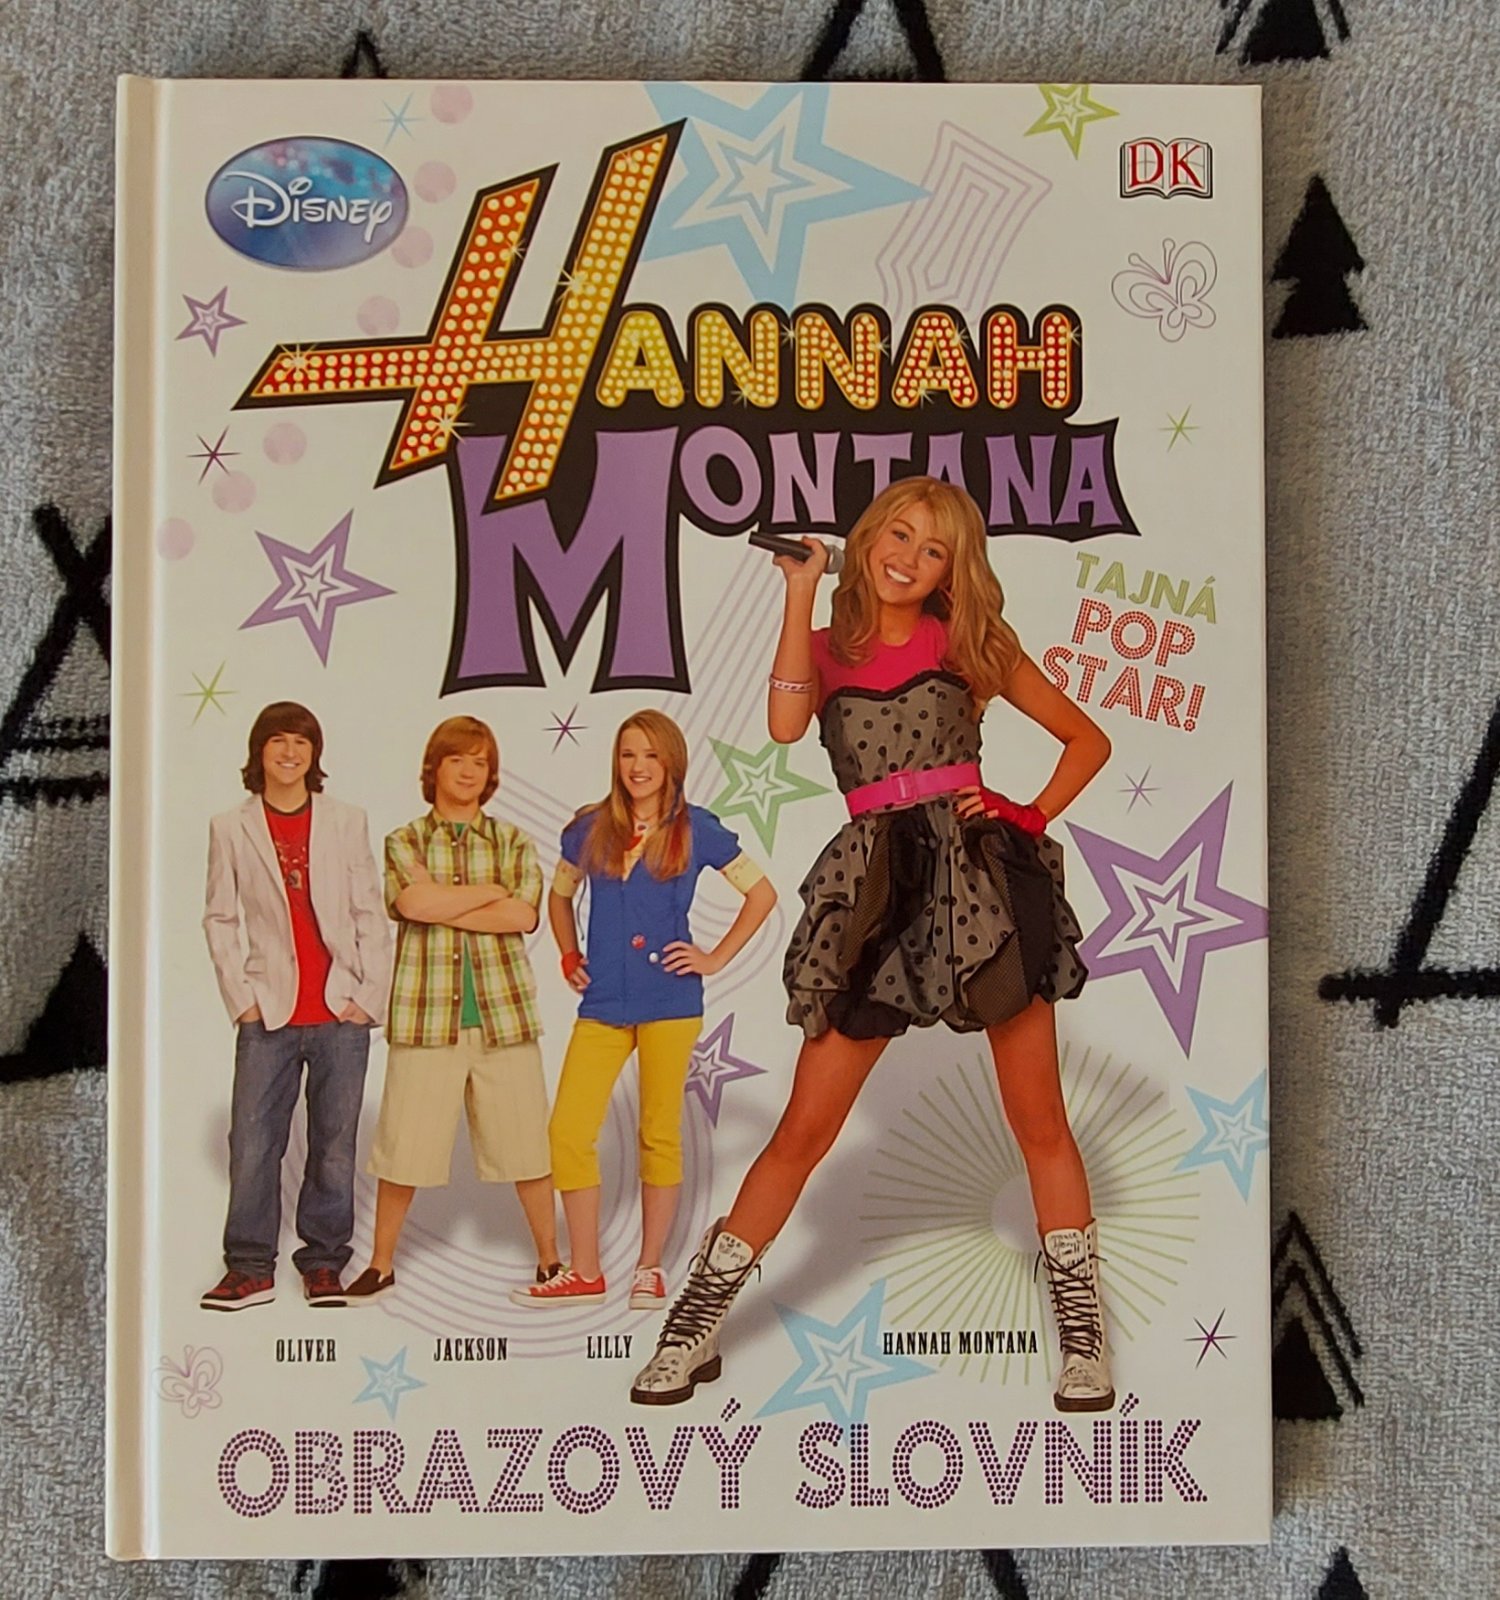 DISNEY
DK
HANNAH
MONTANA
TAJNÁ
POP
STAR!
OLIVER
JACKSON
LILLY
HANNAH MONTANA
OBRAZOVÝ SLOVNÍK